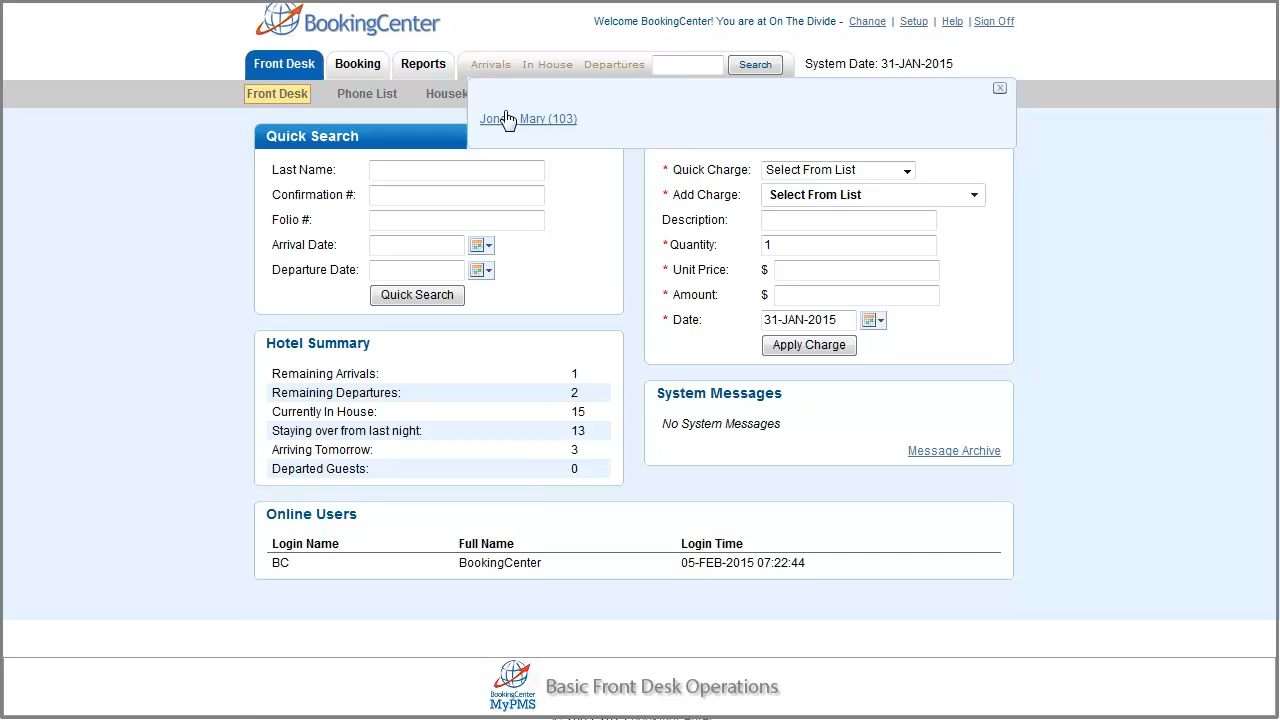 BookingCenter
Welcome BookingCenter! You are at On The Divide - Change | Setup | Help | Sign Off
Front Desk Booking Reports Arrivals In House Departures Search System Date: 31-JAN-2015
Front Desk Phone List Housek
Mary (103)
Quick Search
Last Name:
Confirmation #:
Folio #:
Arrival Date:
Departure Date:
Quick Search
* Quick Charge: Select From List
* Add Charge: Select From List
Description:
*Quantity: 1
* Unit Price: $
* Amount: $
* Date: 31-JAN-2015
Apply Charge
Hotel Summary
Remaining Arrivals: 1
Remaining Departures: 2
Currently In House: 15
Staying over from last night: 13
Arriving Tomorrow: 3
Departed Guests: 0
System Messages
No System Messages
Message Archive
Online Users
Login Name Full Name Login Time
BC BookingCenter 05-FEB-2015 07:22:44
BookingCenter
MyPMS
Basic Front Desk Operations